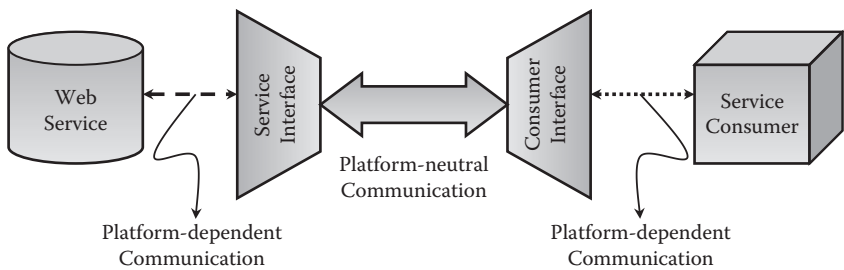 Web
Service
Service
Interface
Platform-neutral
Communication
Consumer
Interface
Service
Consumer
Platform-dependent
Communication
Platform-dependent
Communication